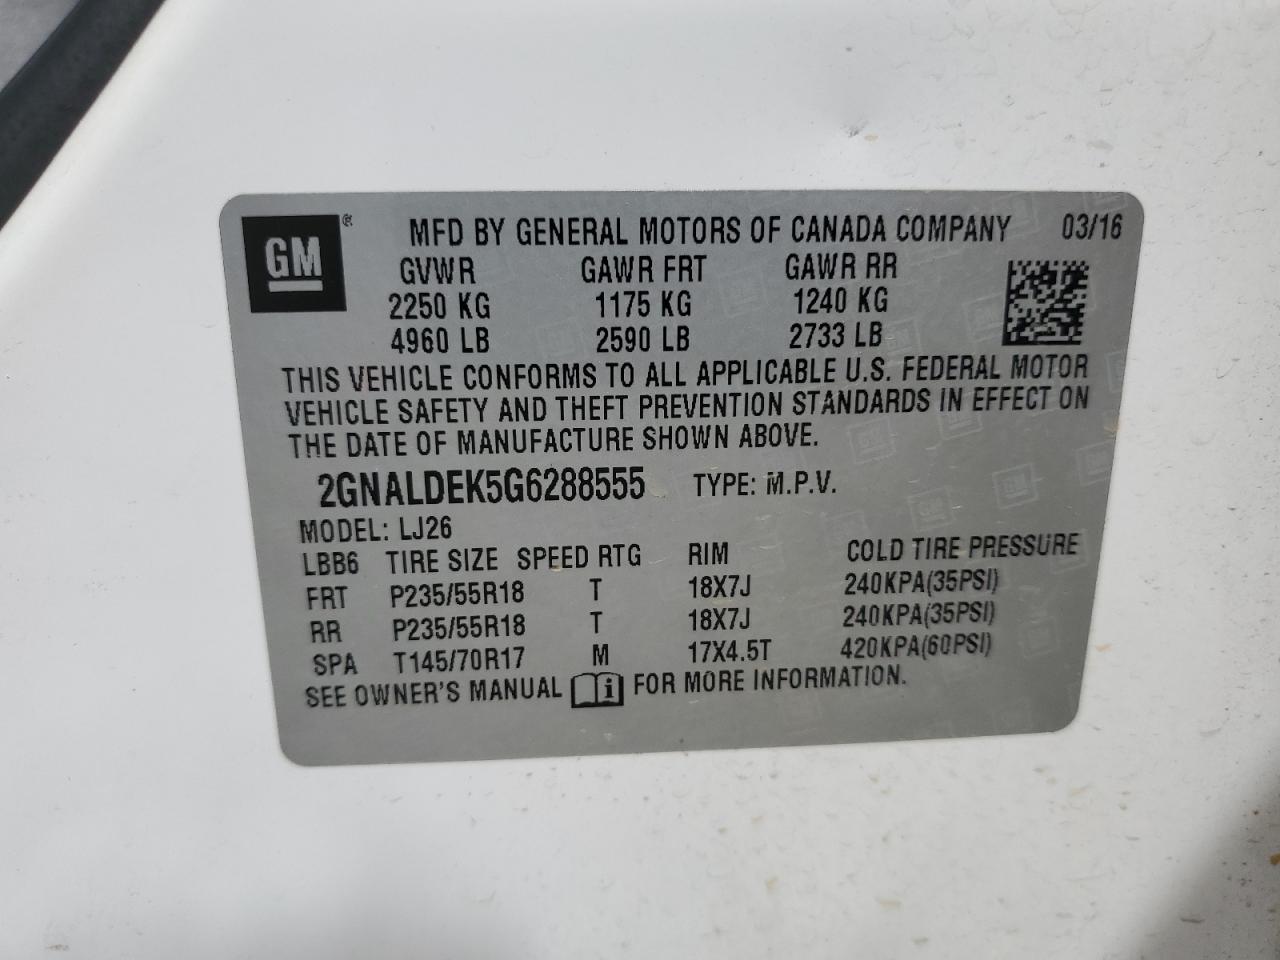 GM ® MFD BY GENERAL MOTORS OF CANADA COMPANY 03/16
GVWR GAWR FRT GAWR RR
2250 KG 1175 KG 1240 KG
4960 LB 2590 LB 2733 LB
THIS VEHICLE CONFORMS TO ALL APPLICABLE U.S. FEDERAL MOTOR
VEHICLE SAFETY AND THEFT PREVENTION STANDARDS IN EFFECT ON
THE DATE OF MANUFACTURE SHOWN ABOVE.
2GNALDEK5G6288555 TYPE: M.P.V.
MODEL: LJ26
LBB6 TIRE SIZE SPEED RTG RIM COLD TIRE PRESSURE
FRT P235/55R18 T 18X7J 240KPA(35PSI)
RR P235/55R18 T 18X7J 240KPA(35PSI)
SPA T145/70R17 M 17X4.5T 420KPA(60PSI)
SEE OWNER'S MANUAL i FOR MORE INFORMATION.